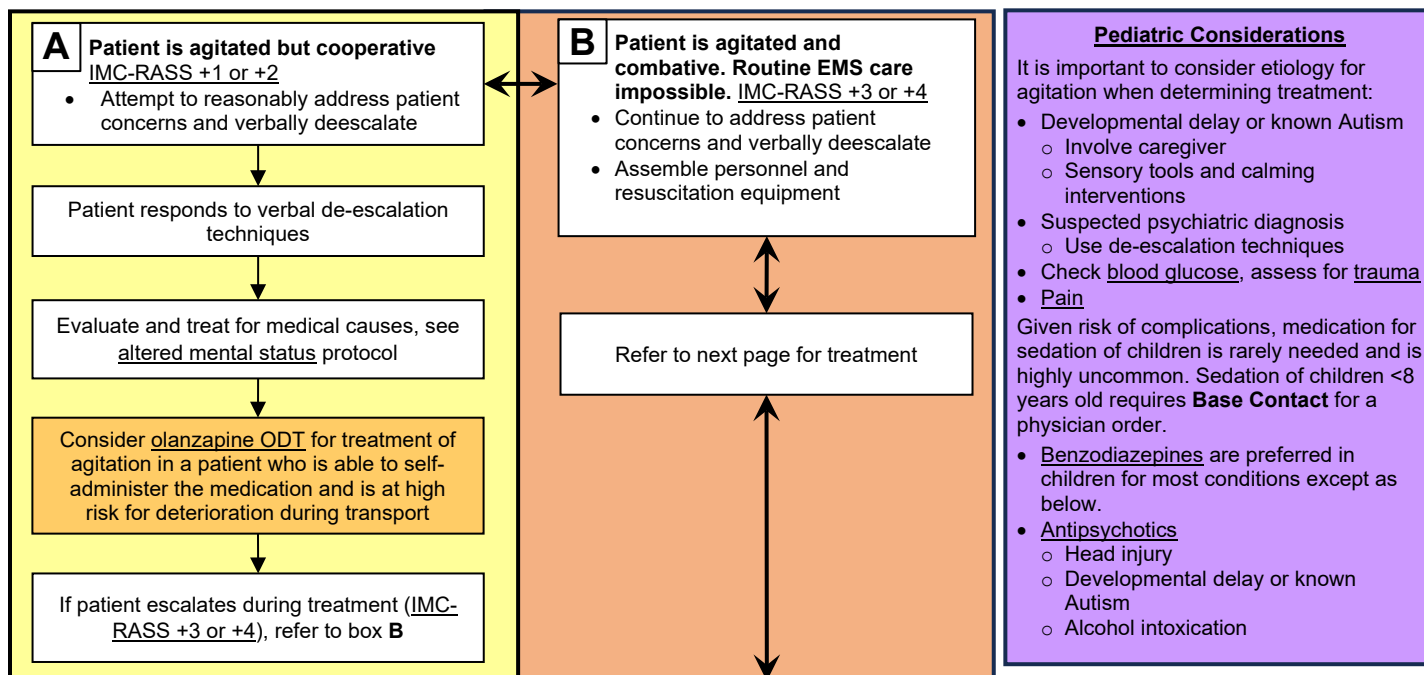 A
Patient is agitated but cooperative
IMC-RASS +1 or +2
• Attempt to reasonably address patient
concerns and verbally deescalate
Patient responds to verbal de-escalation
techniques
Evaluate and treat for medical causes, see
altered mental status protocol
Consider olanzapine ODT for treatment of
agitation in a patient who is able to self-
administer the medication and is at high
risk for deterioration during transport
If patient escalates during treatment (IMC-
RASS +3 or +4), refer to box B
B
Patient is agitated and
combative. Routine EMS care
impossible. IMC-RASS +3 or +4
• Continue to address patient
concerns and verbally deescalate
• Assemble personnel and
resuscitation equipment
Refer to next page for treatment
Pediatric Considerations
It is important to consider etiology for
agitation when determining treatment:
• Developmental delay or known Autism
o Involve caregiver
o Sensory tools and calming
interventions
• Suspected psychiatric diagnosis
o Use de-escalation techniques
• Check blood glucose, assess for trauma
• Pain
Given risk of complications, medication for
sedation of children is rarely needed and is
highly uncommon. Sedation of children <8
years old requires Base Contact for a
physician order.
• Benzodiazepines are preferred in
children for most conditions except as
below.
• Antipsychotics
o Head injury
o Developmental delay or known
Autism
o Alcohol intoxication